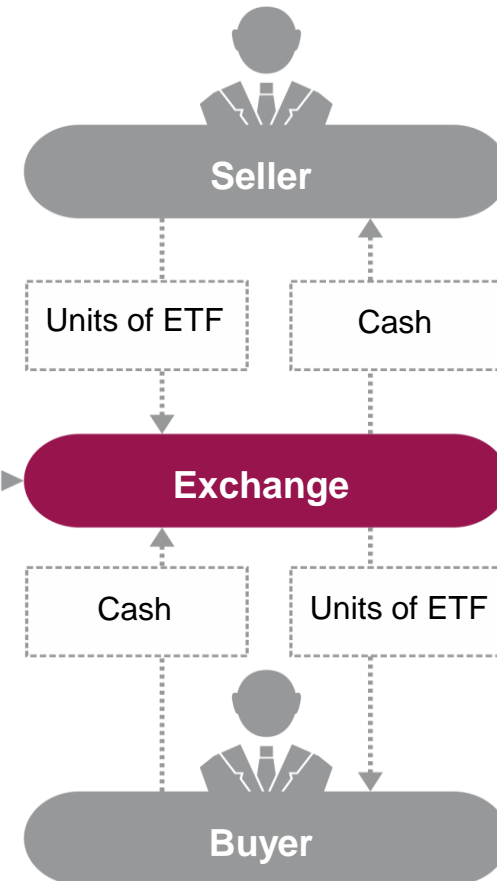 Seller
Units of ETF
Cash
Exchange
Cash
Units of ETF
Buyer